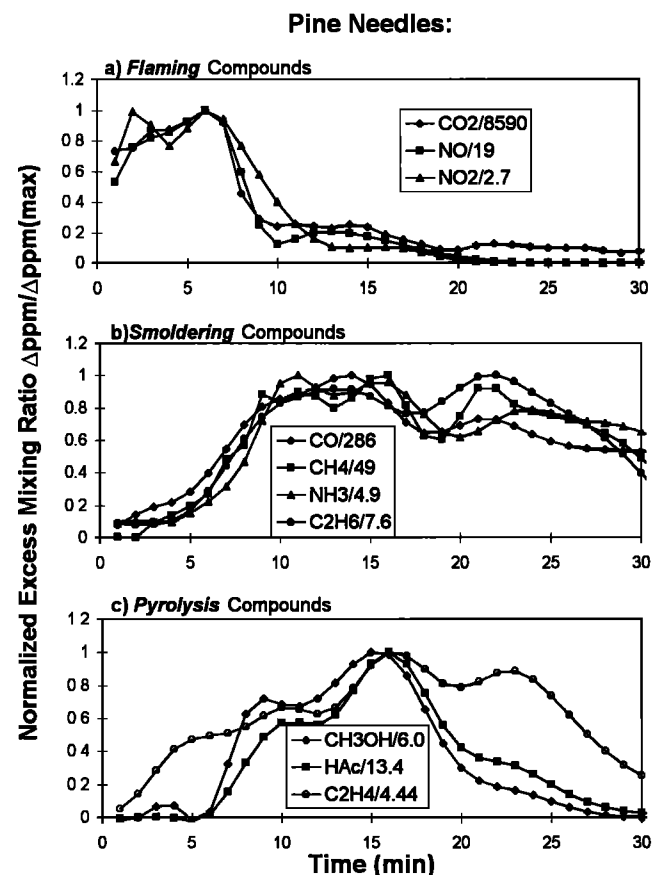 Pine Needles:
a) Flaming Compounds
1.2
1
0.8
0.6
0.4
0.2
0
CO2/8590
NO/19
NO2/2.7
0 5 10 15 20 25 30
b)Smoldering Compounds
1.2
1
0.8
0.6
0.4
0.2
0
CO/286
CH4/49
NH3/4.9
C2H6/7.6
0 5 10 15 20 25 30
c) Pyrolysis Compounds
1.2
1
0.8
0.6
0.4
0.2
0
CH3OH/6.0
HAc/13.4
C2H4/4.44
0 5 10 15 20 25 30
Time (min)
Normalized Excess Mixing Ratio Δppm/Δppm(max)